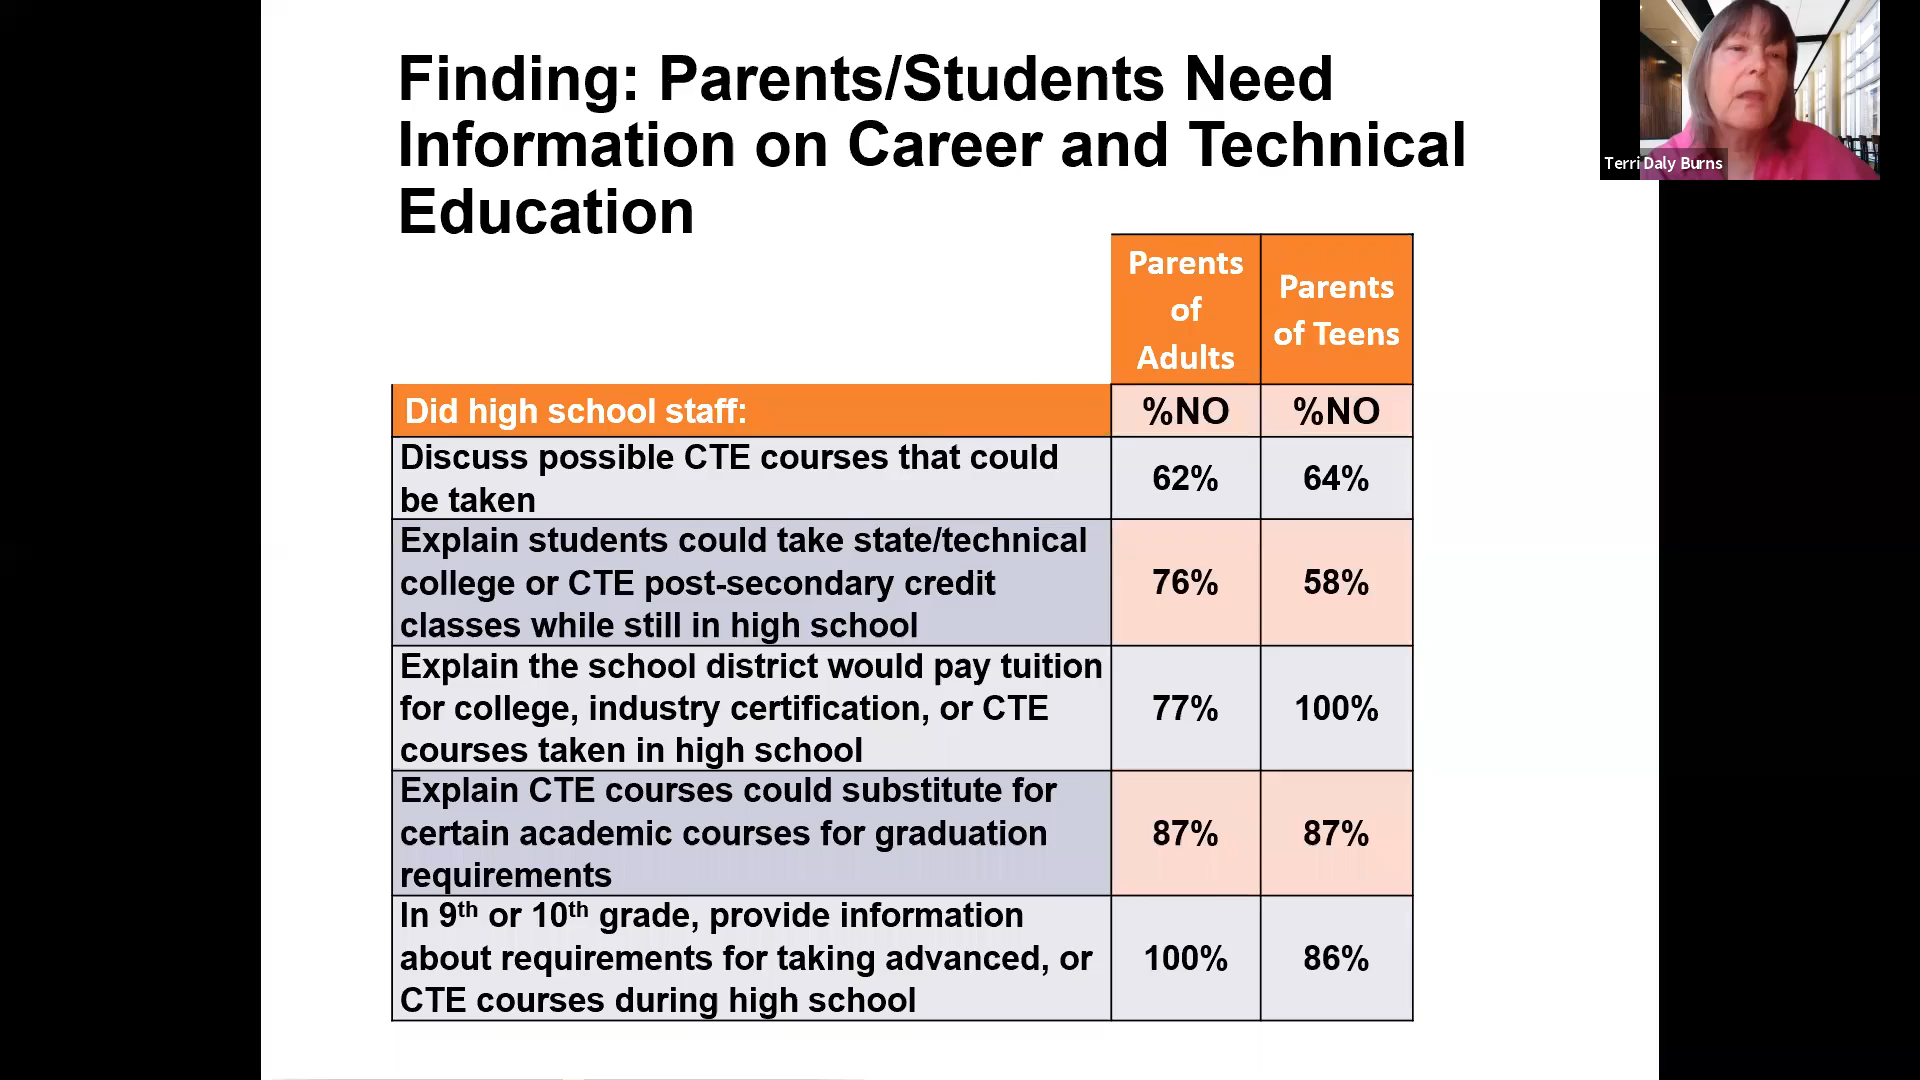 Finding: Parents/Students Need
Information on Career and Technical
Education
Terri Daly Burns
Parents
of
Adults
Parents
of Teens
Did high school staff:
%NO
%NO
Discuss possible CTE courses that could
be taken
62%
64%
Explain students could take state/technical
college or CTE post-secondary credit
classes while still in high school
76%
58%
Explain the school district would pay tuition
for college, industry certification, or CTE
courses taken in high school
77%
100%
Explain CTE courses could substitute for
certain academic courses for graduation
requirements
87%
87%
In 9th or 10th grade, provide information
about requirements for taking advanced, or
CTE courses during high school
100%
86%